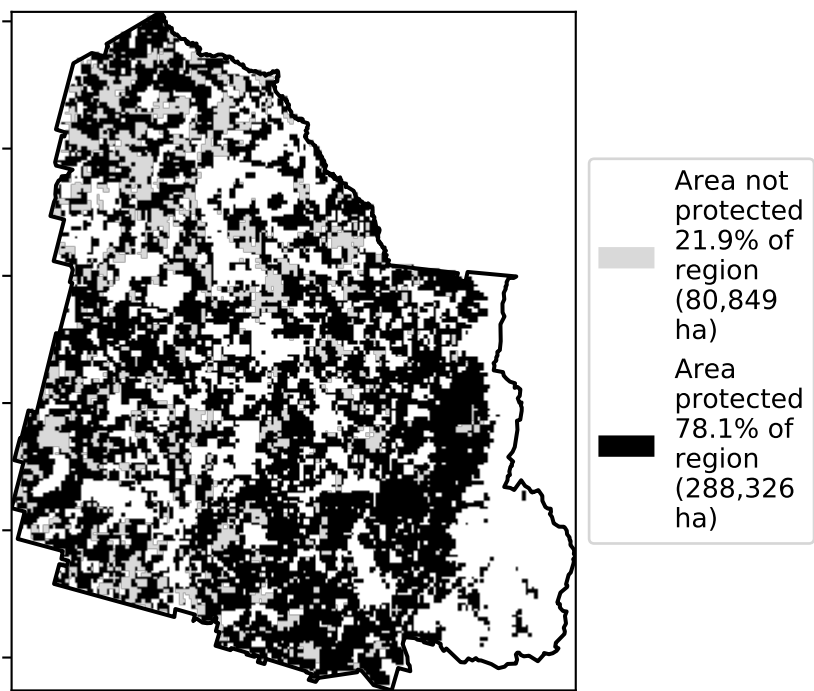 Area not
protected
21.9% of
region
(80,849
ha)
Area
protected
78.1% of
region
(288,326
ha)